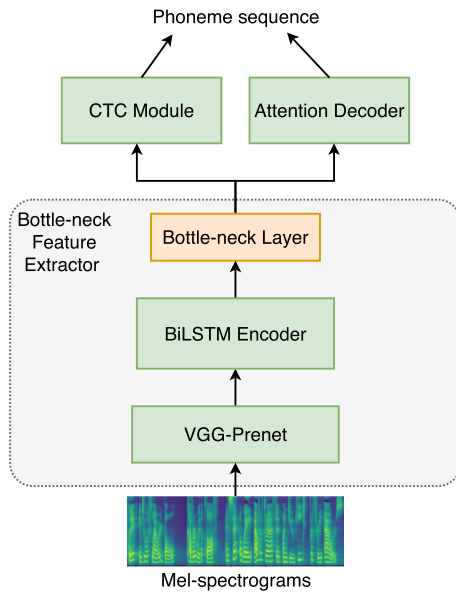 Phoneme sequence
CTC Module
Attention Decoder
Bottle-neck
Feature
Extractor
Bottle-neck Layer
BiLSTM Encoder
VGG-Prenet
Mel-spectrograms